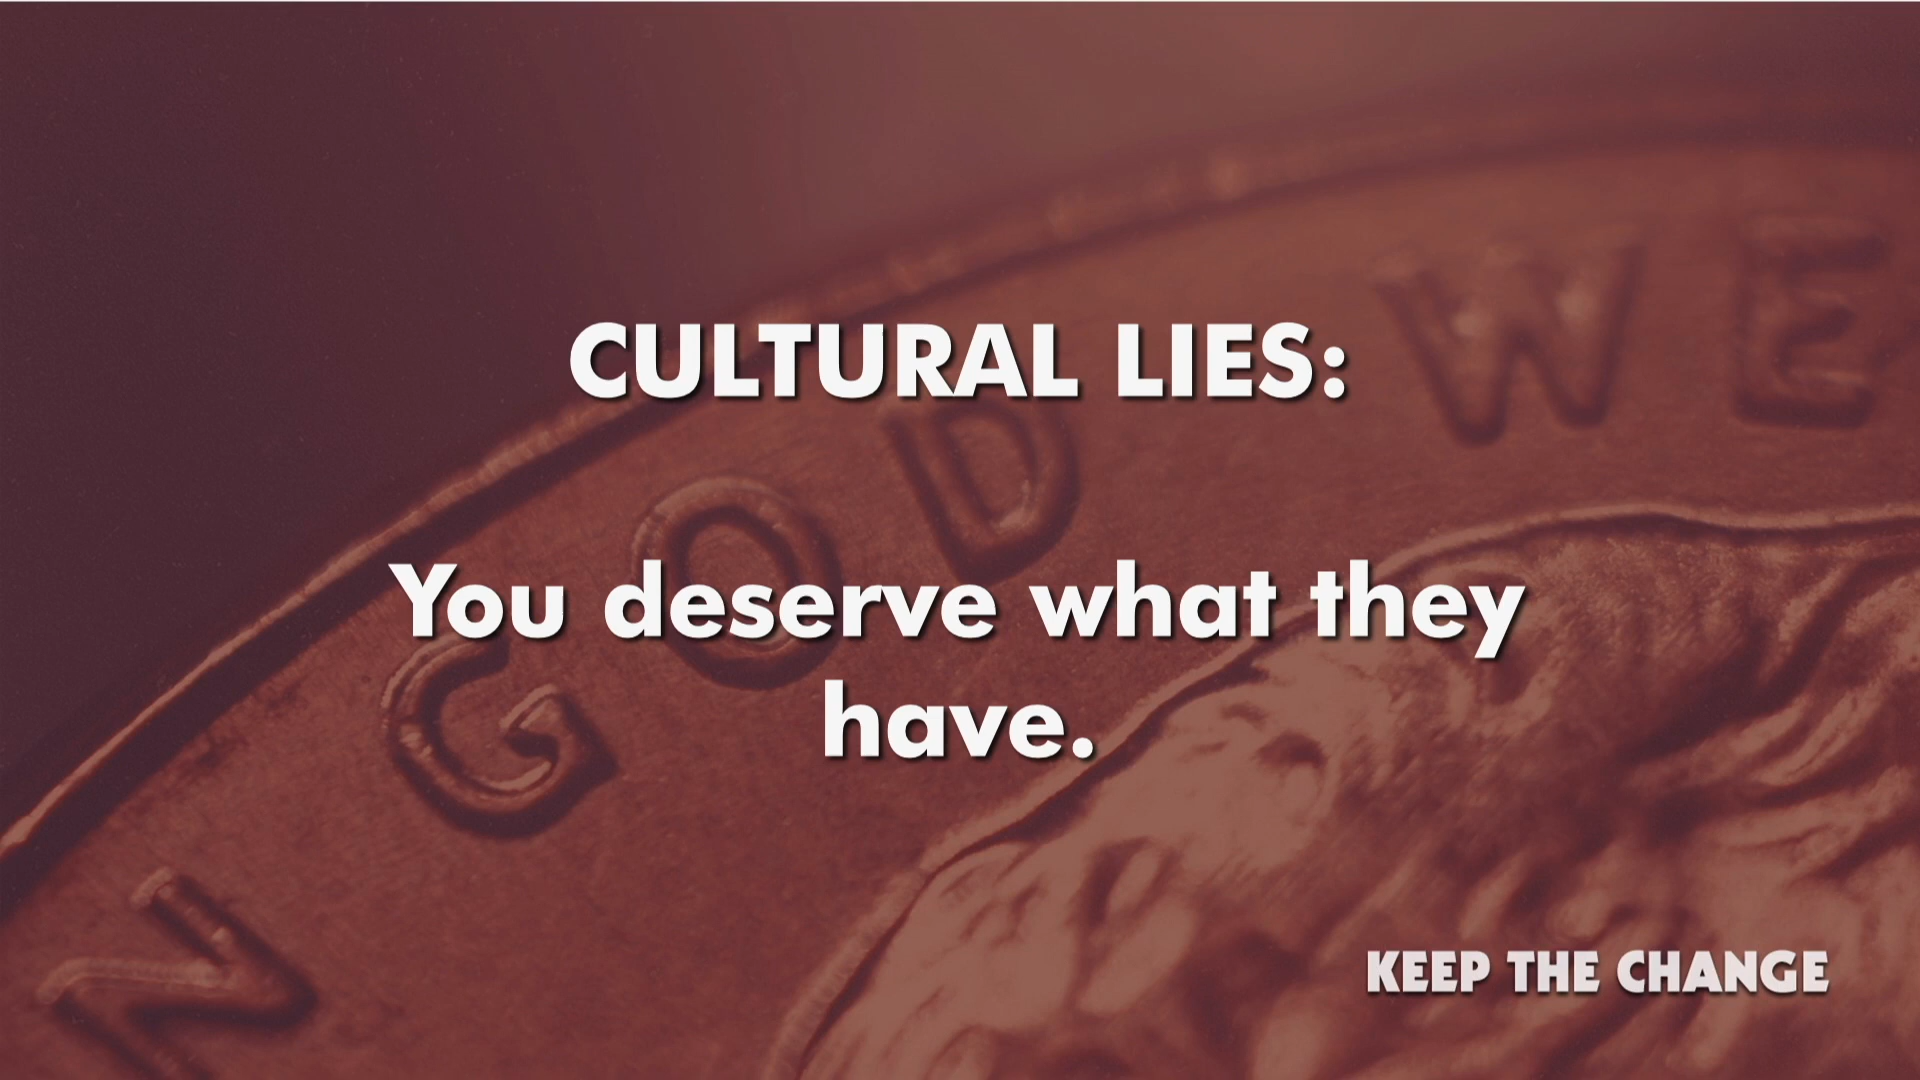 CULTURAL LIES:
You deserve what they
have.
KEEP THE CHANGE
N GOD WE